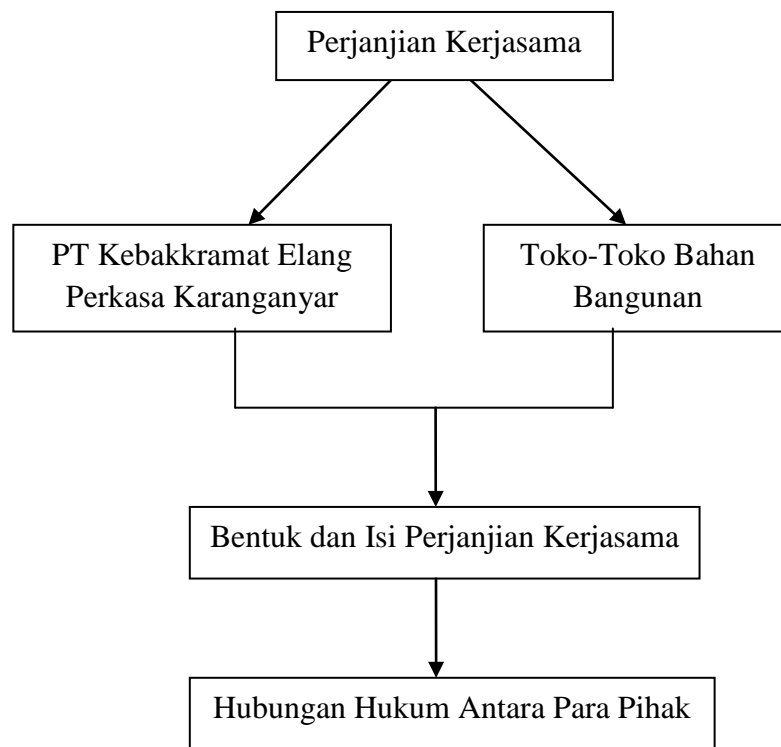 Perjanjian Kerjasama
PT Kebakkramat Elang
Perkasa Karanganyar
Toko-Toko Bahan
Bangunan
Bentuk dan Isi Perjanjian Kerjasama
Hubungan Hukum Antara Para Pihak